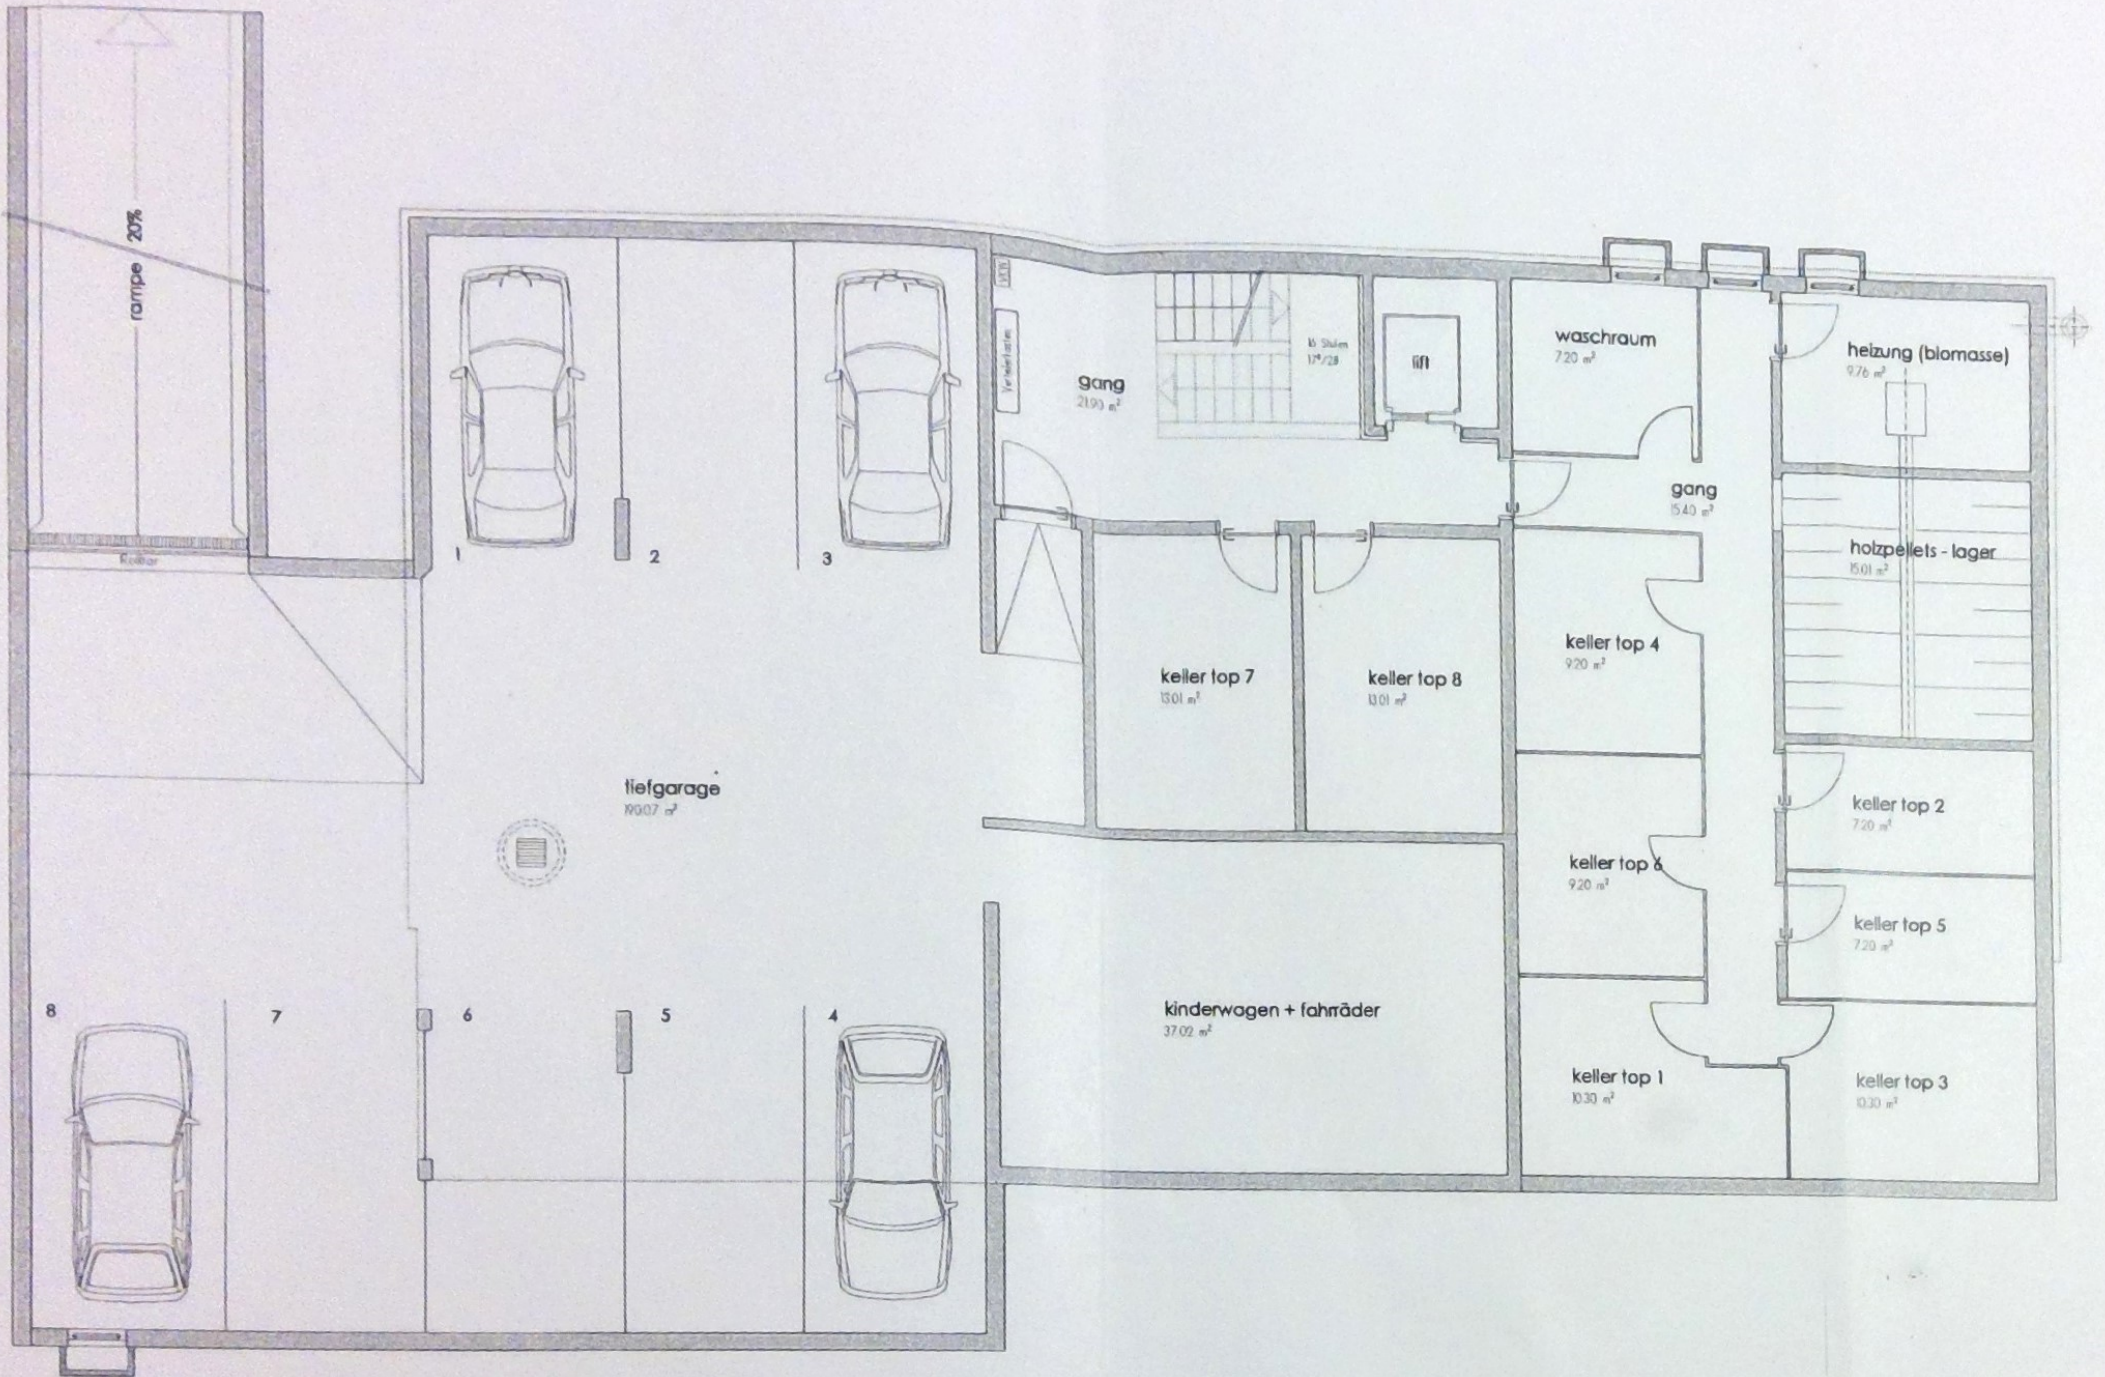 rampe 20%
1
2
3
Verteilerkasten
gang
21.90 m²
16 Stufen
lift
waschraum
7.20 m²
heizung (biomasse)
9.76 m²
gang
15.40 m²
holzpellets - lager
15.01 m²
keller top 4
9.20 m²
keller top 7
13.01 m²
keller top 8
13.01 m²
tiefgarage
190.07 m²
keller top 2
7.20 m²
keller top 6
9.20 m²
keller top 5
7.20 m²
8
7
6
5
4
kinderwagen + fahrräder
37.02 m²
keller top 1
10.30 m²
keller top 3
10.30 m²